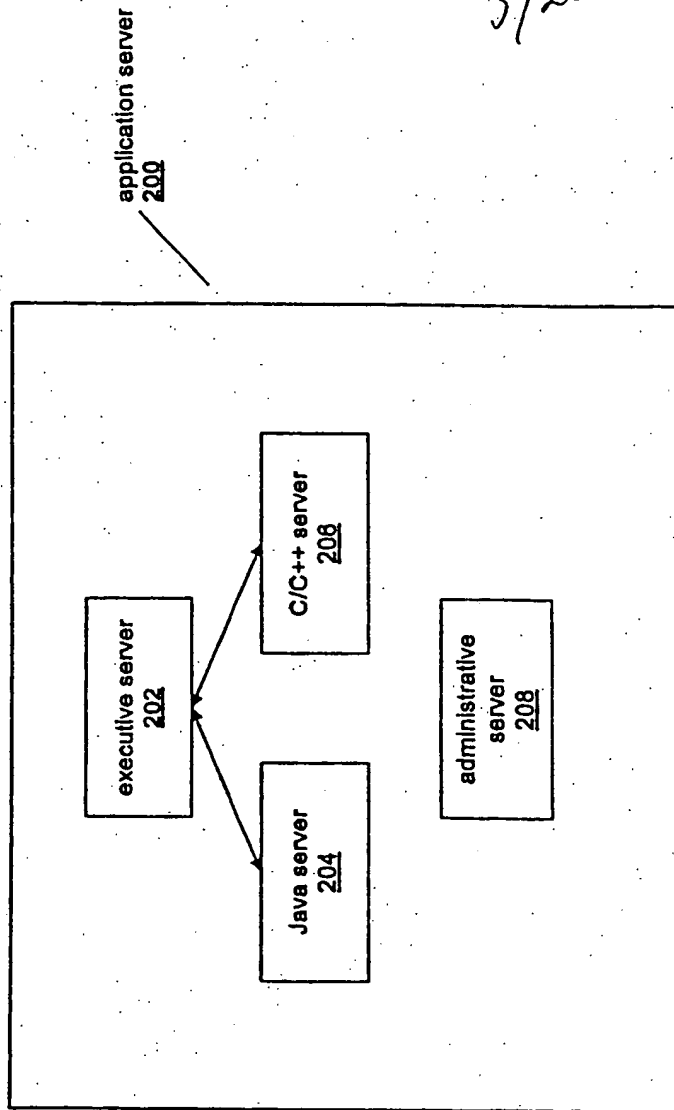 application server
200
executive server
202
Java server
204
C/C++ server
206
administrative
server
208